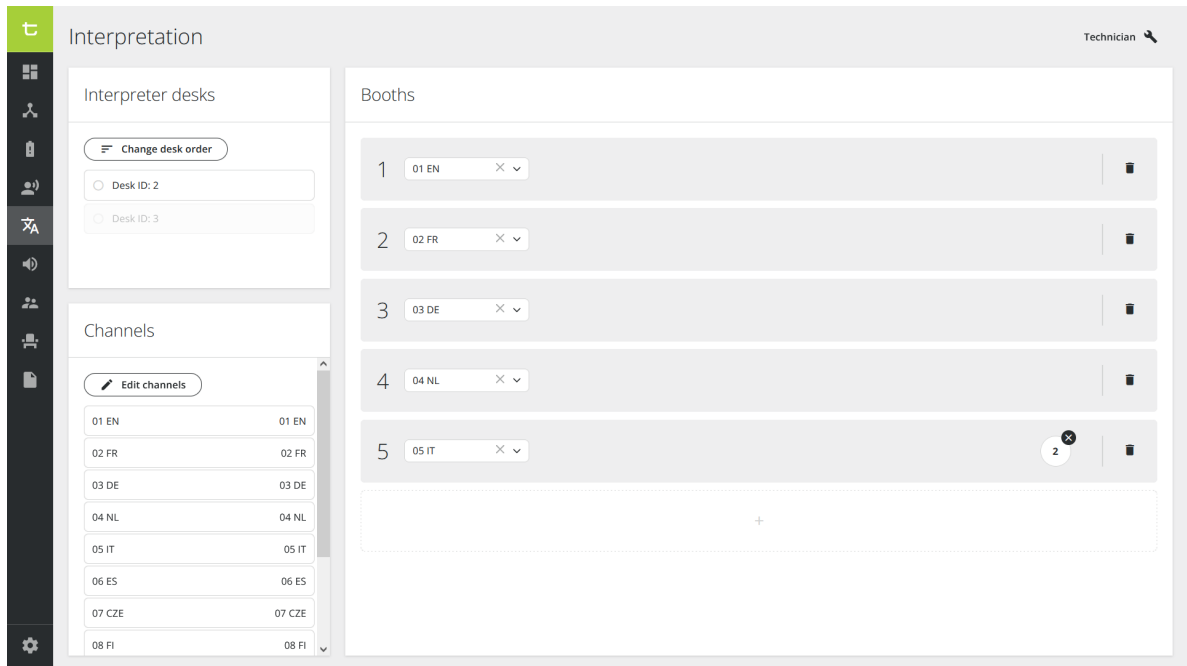 t
Interpretation
Technician
Interpreter desks
Change desk order
Desk ID: 2
Desk ID: 3
Channels
Edit channels
01 EN 01 EN
02 FR 02 FR
03 DE 03 DE
04 NL 04 NL
05 IT 05 IT
06 ES 06 ES
07 CZE 07 CZE
08 FI 08 FI
Booths
1 01 EN
2 02 FR
3 03 DE
4 04 NL
5 05 IT 2
+